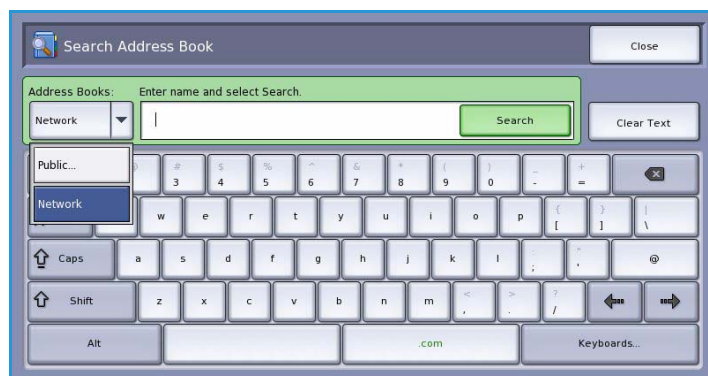 Search Address Book
Close
Address Books:
Enter name and select Search.
Network
Search
Clear Text
Public...
Network
# 3
$ 4
% 5
^ 6
& 7
* 8
( 9
) 0
_ -
+ =
w e r t y u i o p { [ } ] | \
Caps a s d f g h j k l : ; " ' @
Shift z x c v b n m < , > . ? /
Alt .com Keyboards...